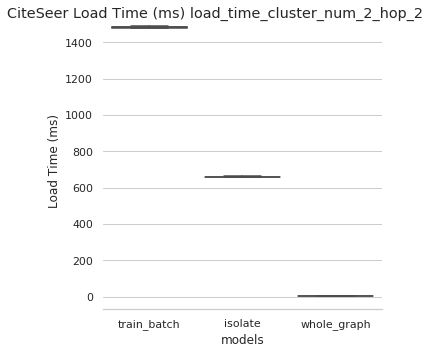 CiteSeer Load Time (ms) load_time_cluster_num_2_hop_2
1400
1200
1000
800
600
400
200
0
Load Time (ms)
train_batch isolate whole_graph
models